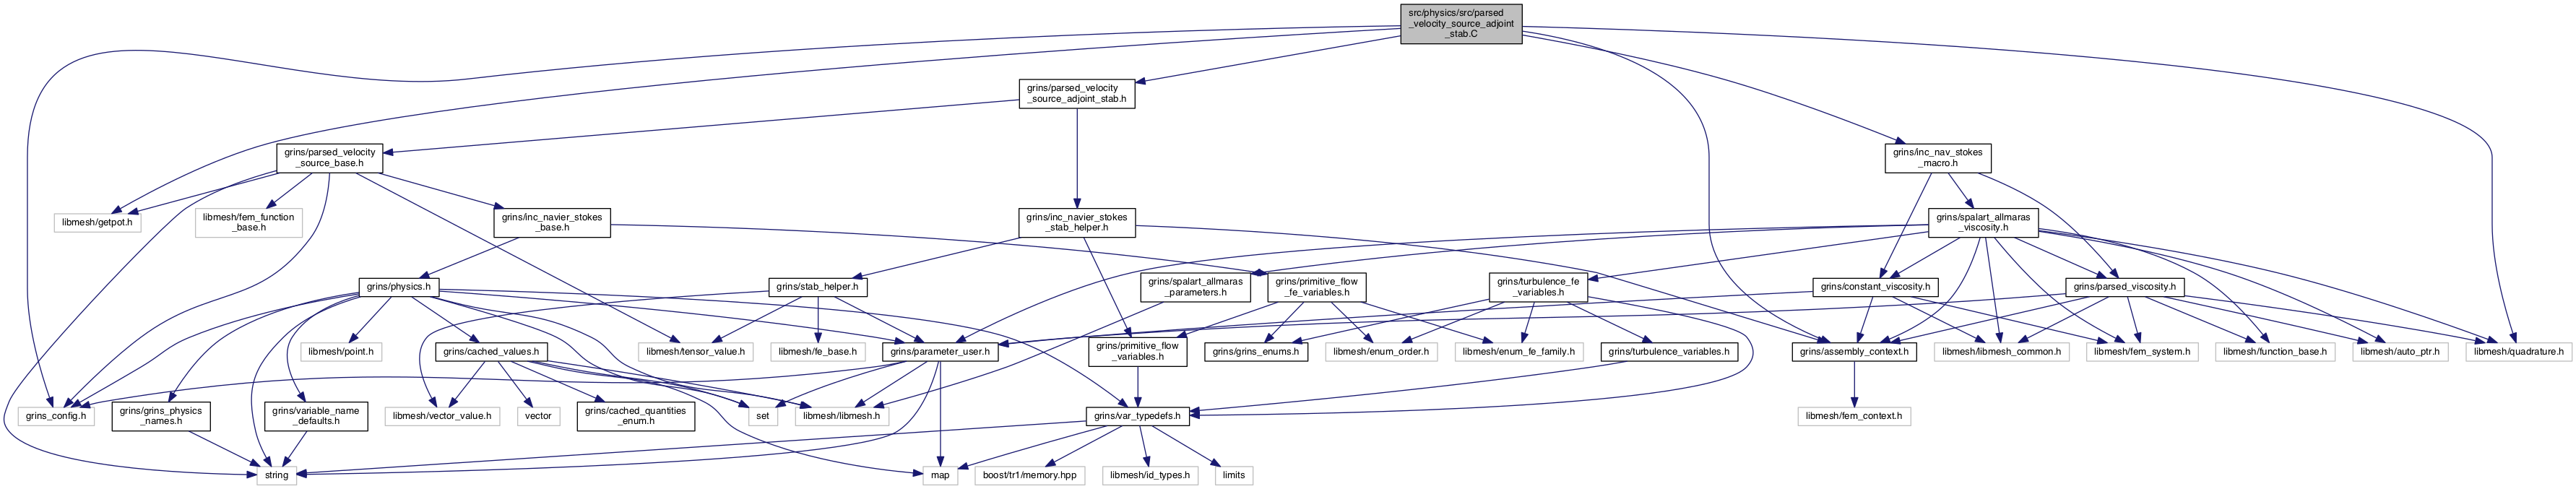 src/physics/src/parsed
_velocity_source_adjoint
_stab.C
grins/parsed_velocity
_source_adjoint_stab.h
grins/parsed_velocity
_source_base.h
grins/inc_nav_stokes
_macro.h
libmesh/getpot.h
libmesh/fem_function
_base.h
grins/inc_navier_stokes
_base.h
grins/inc_navier_stokes
_stab_helper.h
grins/spalart_allmaras
_viscosity.h
grins/physics.h
grins/stab_helper.h
grins/spalart_allmaras
_parameters.h
grins/primitive_flow
_fe_variables.h
grins/turbulence_fe
_variables.h
grins/constant_viscosity.h
grins/parsed_viscosity.h
libmesh/point.h
grins/cached_values.h
libmesh/tensor_value.h
libmesh/fe_base.h
grins/parameter_user.h
grins/primitive_flow
_variables.h
grins/grins_enums.h
libmesh/enum_order.h
libmesh/enum_fe_family.h
grins/turbulence_variables.h
grins/assembly_context.h
libmesh/libmesh_common.h
libmesh/fem_system.h
libmesh/function_base.h
libmesh/auto_ptr.h
libmesh/quadrature.h
grins_config.h
grins/grins_physics
_names.h
grins/variable_name
_defaults.h
libmesh/vector_value.h
vector
grins/cached_quantities
_enum.h
set
libmesh/libmesh.h
grins/var_typedefs.h
libmesh/fem_context.h
string
map
boost/tr1/memory.hpp
libmesh/id_types.h
limits